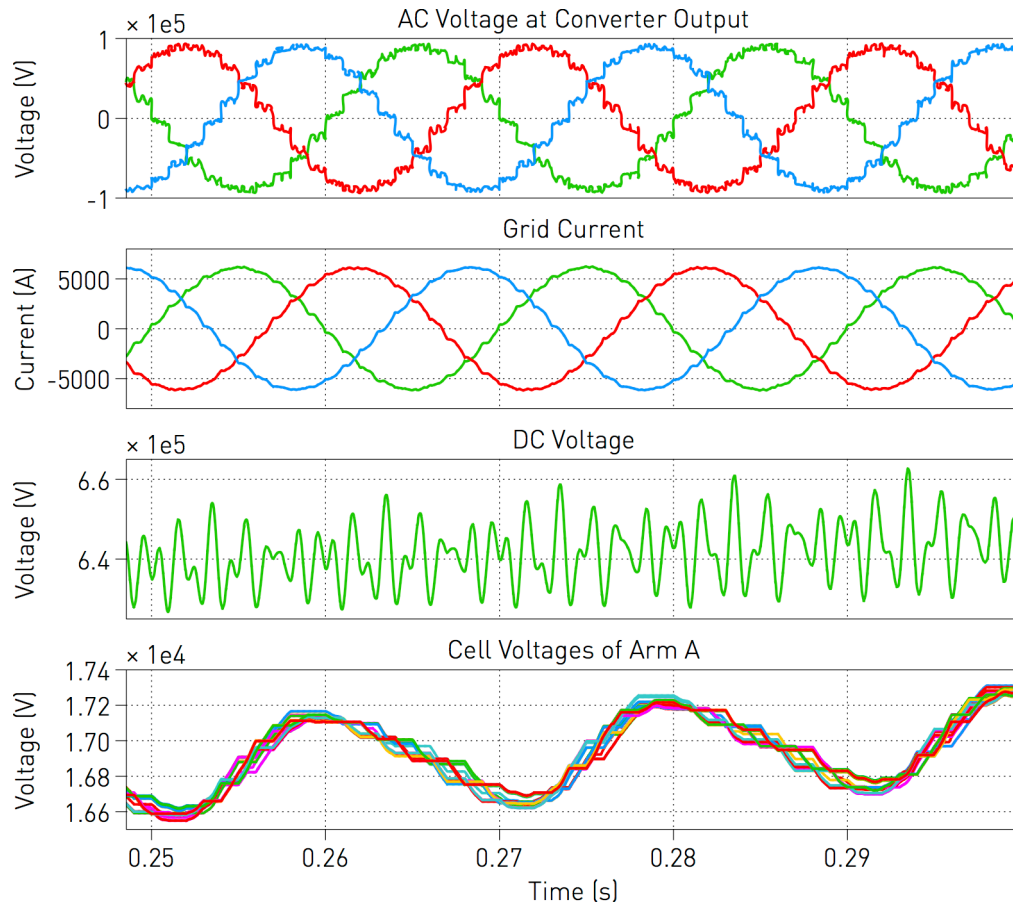 AC Voltage at Converter Output
× 1e5
Voltage (V)
1
0
-1
Grid Current
Current (A)
5000
0
-5000
DC Voltage
× 1e5
Voltage (V)
6.6
6.4
Cell Voltages of Arm A
× 1e4
Voltage (V)
1.74
1.72
1.70
1.68
1.66
0.25 0.26 0.27 0.28 0.29
Time (s)